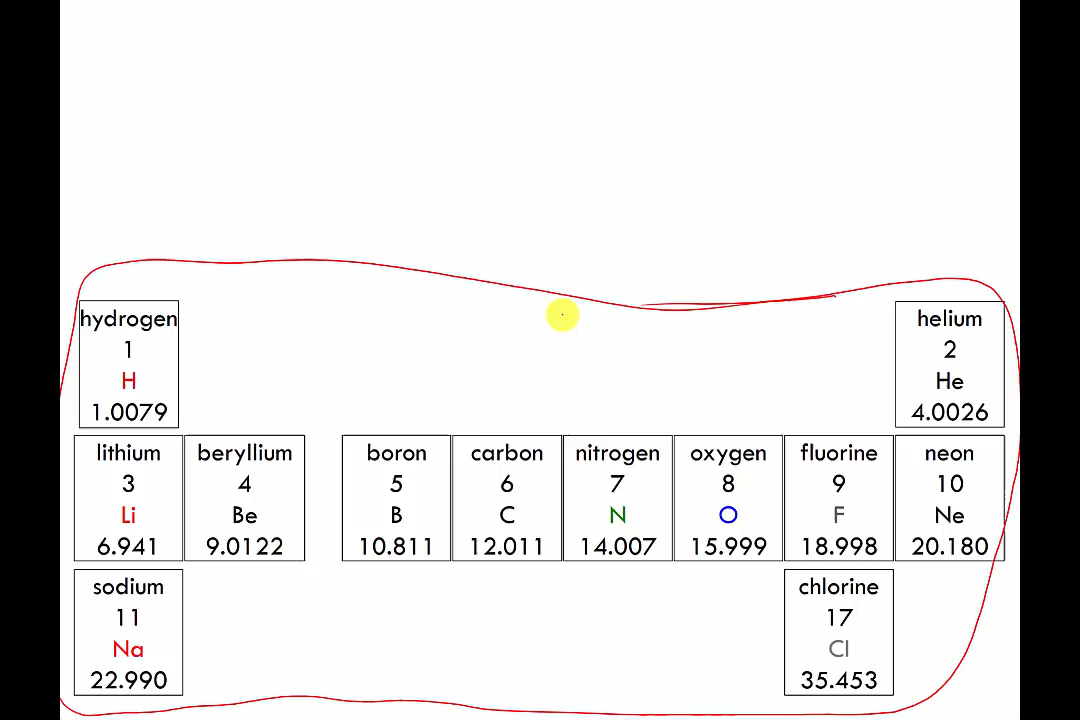 hydrogen
1
H
1.0079
helium
2
He
4.0026
lithium
3
Li
6.941
beryllium
4
Be
9.0122
boron
5
B
10.811
carbon
6
C
12.011
nitrogen
7
N
14.007
oxygen
8
O
15.999
fluorine
9
F
18.998
neon
10
Ne
20.180
sodium
11
Na
22.990
chlorine
17
Cl
35.453